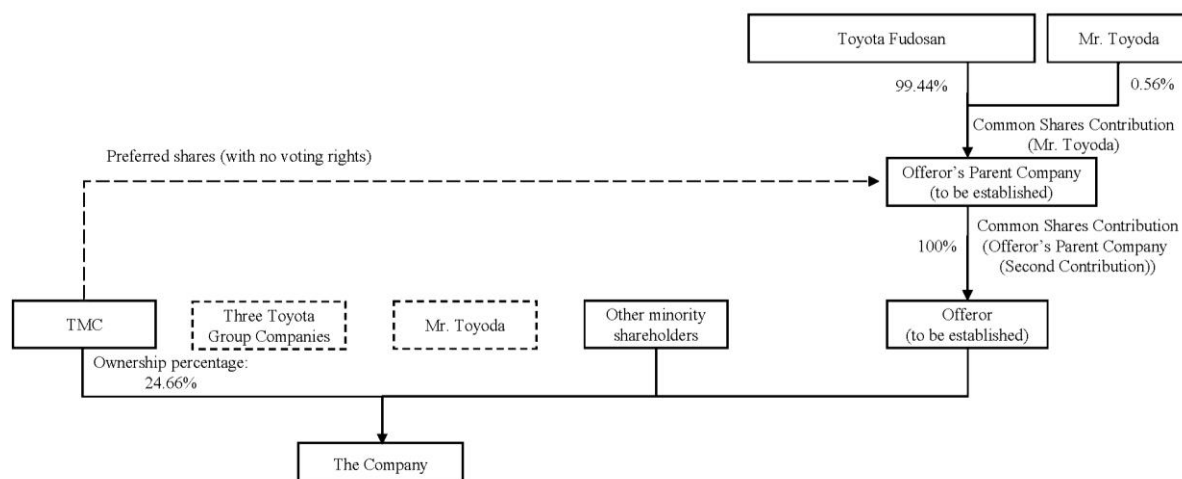 Toyota Fudosan
Mr. Toyoda
99.44%
0.56%
Common Shares Contribution
(Mr. Toyoda)
Preferred shares (with no voting rights)
Offeror’s Parent Company
(to be established)
Common Shares Contribution
(Offeror’s Parent Company
(Second Contribution))
100%
TMC
Three Toyota
Group Companies
Mr. Toyoda
Other minority
shareholders
Offeror
(to be established)
Ownership percentage:
24.66%
The Company